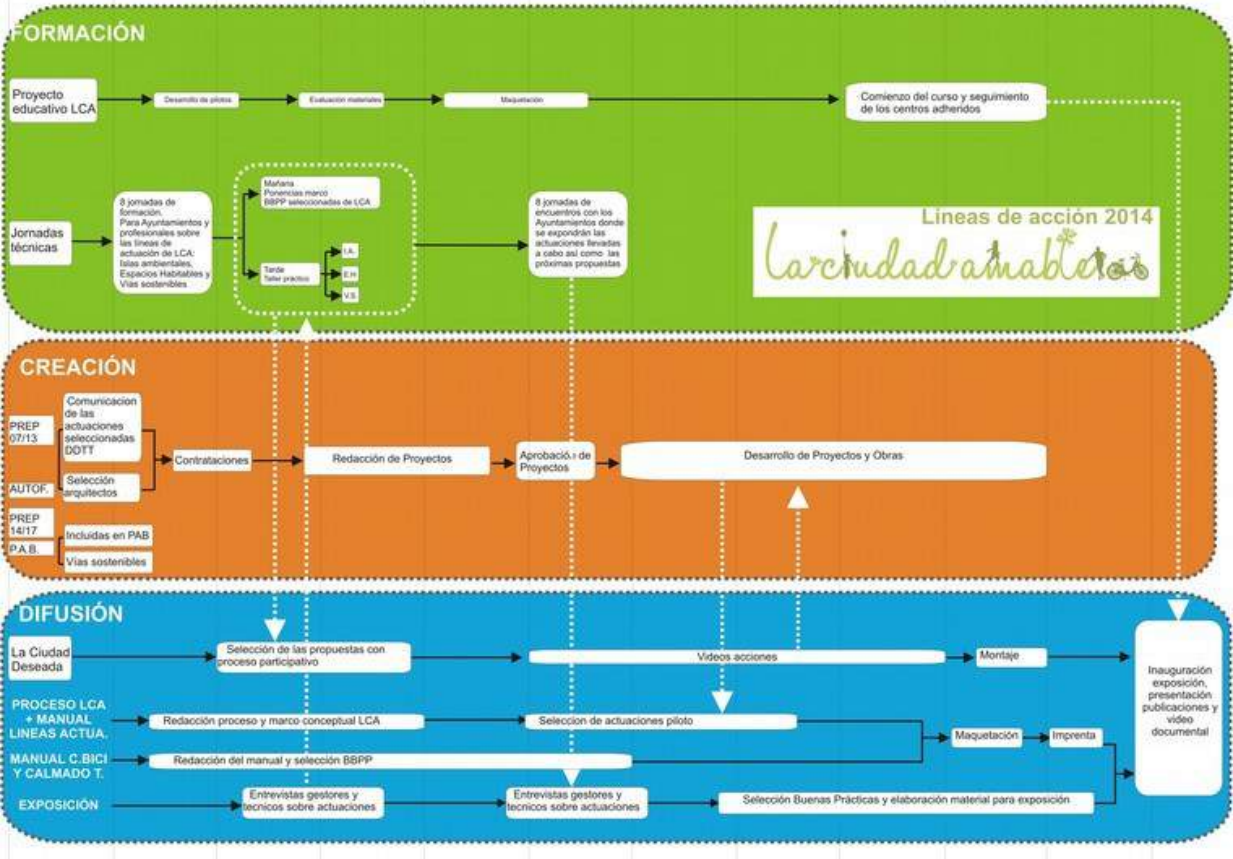 FORMACIÓN
Proyecto
educativo LCA
Desarrollo de pilotos
Evaluación materiales
Maquetación
Comienzo del curso y seguimiento
de los centros adheridos
Jornadas
técnicas
8 jornadas de
formación.
Para Ayuntamientos y
profesionales sobre
las líneas de
actuación de LCA:
Islas ambientales,
Espacios Habitables y
Vías sostenibles
Mañana
Ponencias marco
BBPP seleccionadas de LCA
Tarde
Taller práctico
I.A.
E.H
V.S.
8 jornadas de
encuentros con los
Ayuntamientos donde
se expondrán las
actuaciones llevadas
a cabo así como las
próximas propuestas
Líneas de acción 2014
La ciudad amable
CREACIÓN
PREP
07/13
AUTOF.
Comunicacion
de las
actuaciones
seleccionadas
DDTT
Selección
arquitectos
Contrataciones
Redacción de Proyectos
Aprobación de
Proyectos
Desarrollo de Proyectos y Obras
PREP
14/17
P.A.B.
Incluidas en PAB
Vías sostenibles
DIFUSIÓN
La Ciudad
Deseada
Selección de las propuestas con
proceso participativo
Videos acciones
Montaje
Inauguración
exposición,
presentación
publicaciones y
video
documental
PROCESO LCA
+ MANUAL
LINEAS ACTUA.
Redacción proceso y marco conceptual LCA
Seleccion de actuaciones piloto
Maquetación
Imprenta
MANUAL C.BICI
Y CALMADO T.
Redacción del manual y selección BBPP
EXPOSICIÓN
Entrevistas gestores y
tecnicos sobre actuaciones
Entrevistas gestores y
tecnicos sobre actuaciones
Selección Buenas Prácticas y elaboración material para exposición